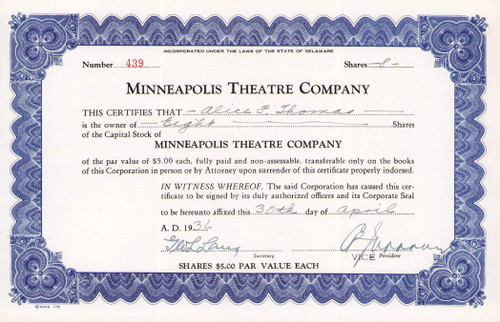 INCORPORATED UNDER THE LAWS OF THE STATE OF DELAWARE
Number 439 Shares -8-
MINNEAPOLIS THEATRE COMPANY
THIS CERTIFIES THAT Alice F. Thomas
is the owner of Eight Shares
of the Capital Stock of
MINNEAPOLIS THEATRE COMPANY
of the par value of $5.00 each, fully paid and non-assessable, transferable only on the books
of this Corporation in person or by Attorney upon surrender of this certificate properly indorsed.
IN WITNESS WHEREOF. The said Corporation has caused this cer-
tificate to be signed by its duly authorized officers and its Corporate Seal
to be hereunto affixed this 30th day of April
A. D. 1936
Secretary VICE President
SHARES $5.00 PAR VALUE EACH